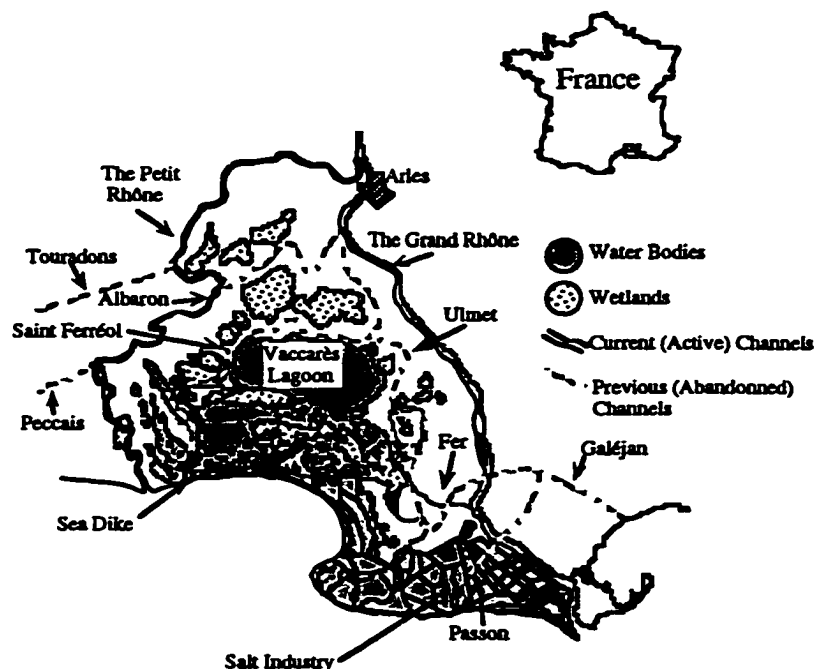 France
The Petit
Rhône
Arles
Touradons
The Grand Rhône
Water Bodies
Albaron
Wetlands
Saint Ferréol
Ulmet
Vaccarès
Lagoon
Current (Active) Channels
Previous (Abandonned)
Channels
Peccais
Fer
Galéjan
Sea Dike
Passon
Salt Industry